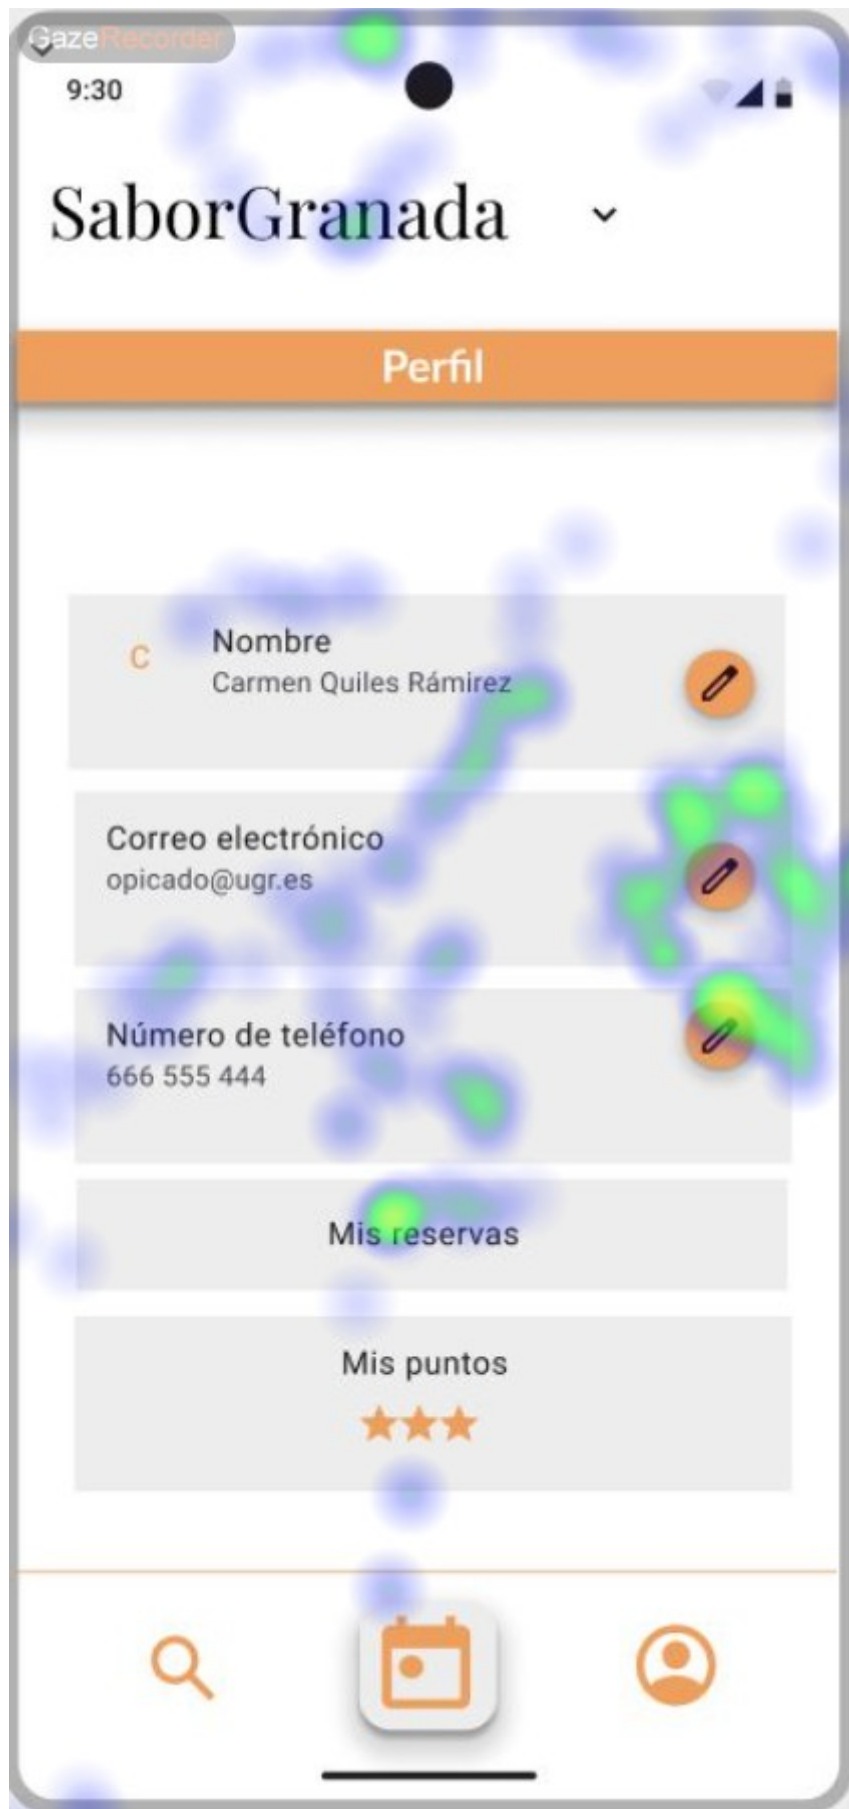 GazeRecorder
9:30
SaborGranada
Perfil
C
Nombre
Carmen Quiles Rámirez
Correo electrónico
opicado@ugr.es
Número de teléfono
666 555 444
Mis reservas
Mis puntos